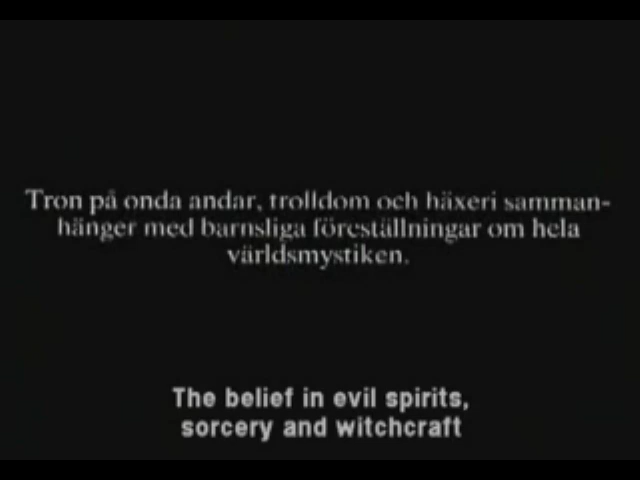 Tron på onda andar, trolldom och häxeri samman-
hänger med barnsliga föreställningar om hela
världsmystiken.
The belief in evil spirits,
sorcery and witchcraft